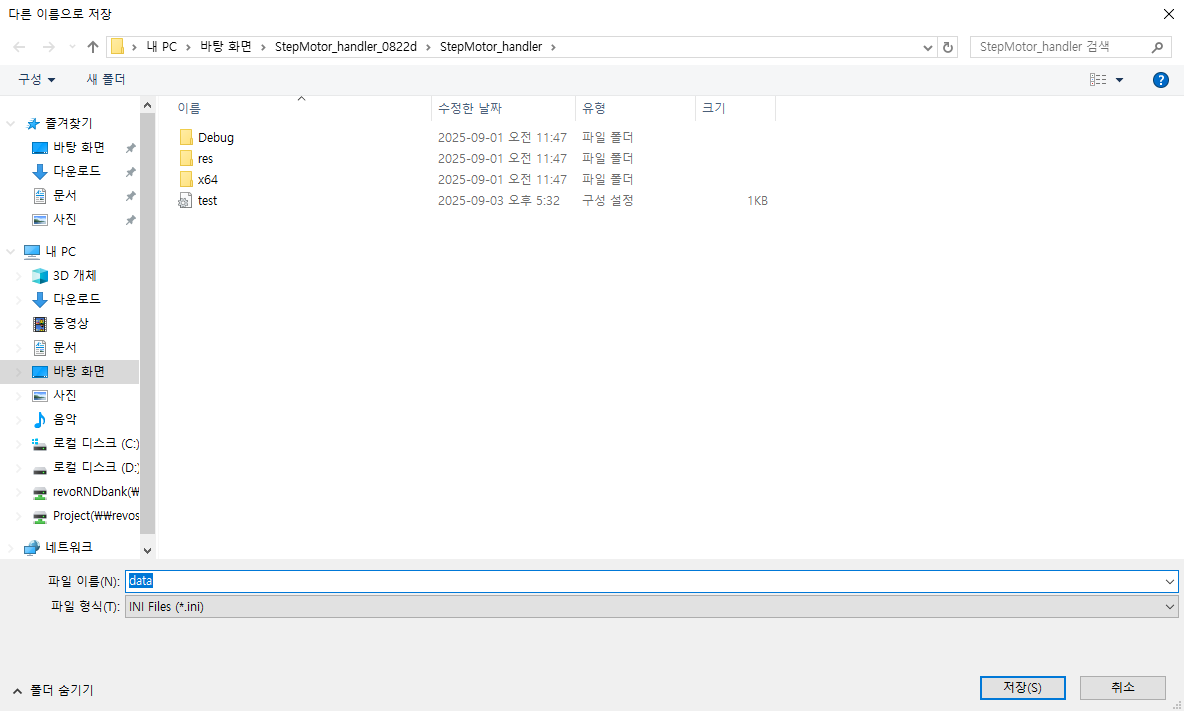 다른 이름으로 저장
내 PC
바탕 화면
StepMotor_handler_0822d
StepMotor_handler
StepMotor_handler 검색
구성
새 폴더
즐겨찾기
바탕 화면
다운로드
문서
사진
내 PC
3D 개체
다운로드
동영상
문서
바탕 화면
사진
음악
로컬 디스크 (C:)
로컬 디스크 (D:)
revoRNDbank(₩
Project(₩₩revos
네트워크
이름 수정한 날짜 유형 크기
Debug 2025-09-01 오전 11:47 파일 폴더
res 2025-09-01 오전 11:47 파일 폴더
x64 2025-09-01 오전 11:47 파일 폴더
test 2025-09-03 오후 5:32 구성 설정 1KB
파일 이름(N): data
파일 형식(T): INI Files (*.ini)
폴더 숨기기
저장(S)
취소